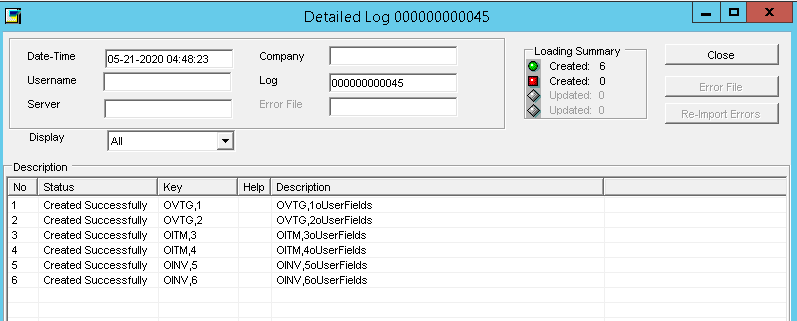 Detailed Log 000000000045
Date-Time 05-21-2020 04:48:23 Company
Username Log 000000000045
Server Error File
Display All
Loading Summary
Created: 6
Created: 0
Updated: 0
Updated: 0
Close
Error File
Re-Import Errors
Description
No Status Key Help Description
1 Created Successfully OVTG,1 OVTG,1oUserFields
2 Created Successfully OVTG,2 OVTG,2oUserFields
3 Created Successfully OITM,3 OITM,3oUserFields
4 Created Successfully OITM,4 OITM,4oUserFields
5 Created Successfully OINV,5 OINV,5oUserFields
6 Created Successfully OINV,6 OINV,6oUserFields